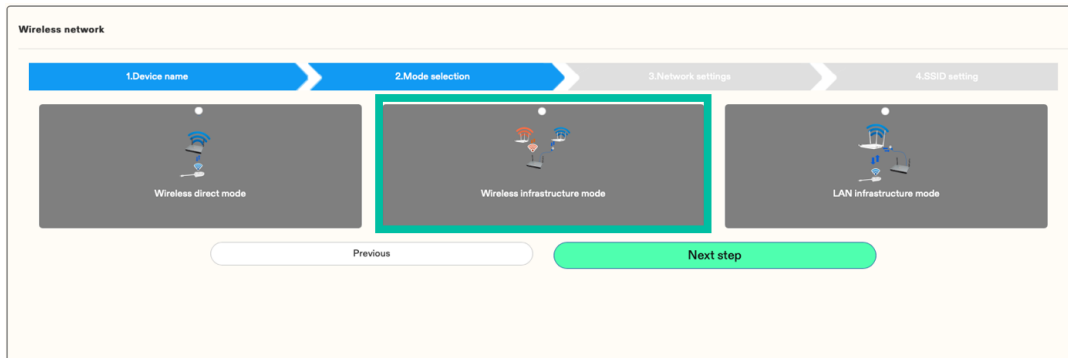 Wireless network
1.Device name
2.Mode selection
3.Network settings
4.SSID setting
Wireless direct mode
Wireless infrastructure mode
LAN infrastructure mode
Previous
Next step